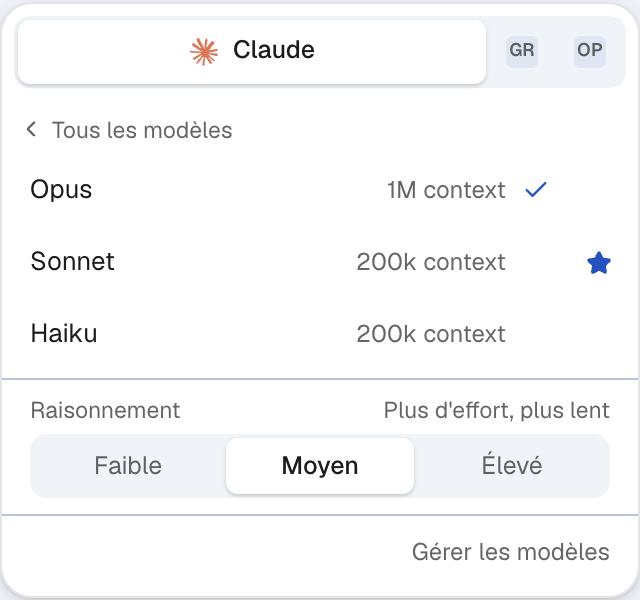 Claude GR OP
Tous les modèles
Opus 1M context
Sonnet 200k context
Haiku 200k context
Raisonnement Plus d'effort, plus lent
Faible Moyen Élevé
Gérer les modèles